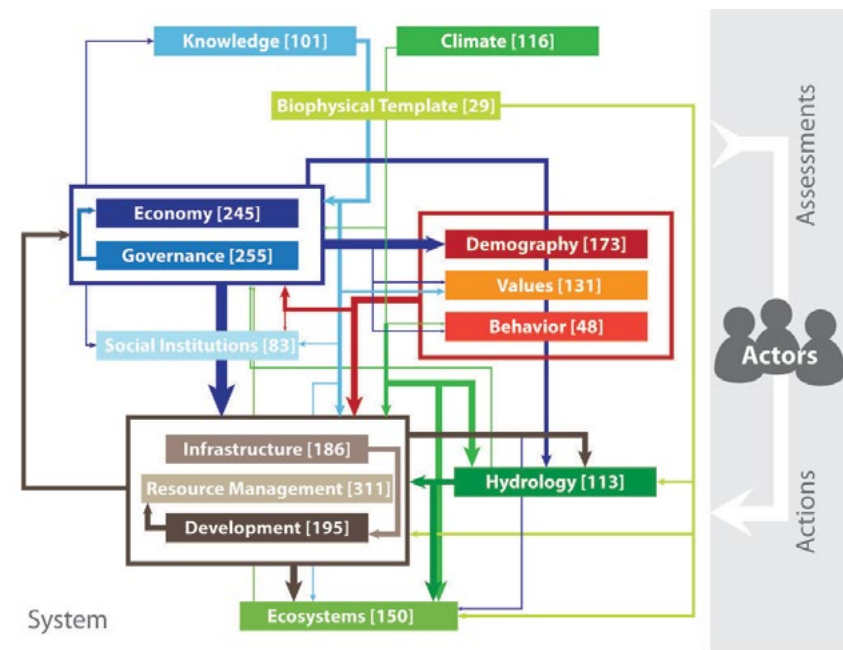 Knowledge [101]
Climate [116]
Biophysical Template [29]
Economy [245]
Governance [255]
Demography [173]
Values [131]
Behavior [48]
Social Institutions [83]
Infrastructure [186]
Resource Management [311]
Development [195]
Hydrology [113]
Ecosystems [150]
System
Assessments
Actors
Actions